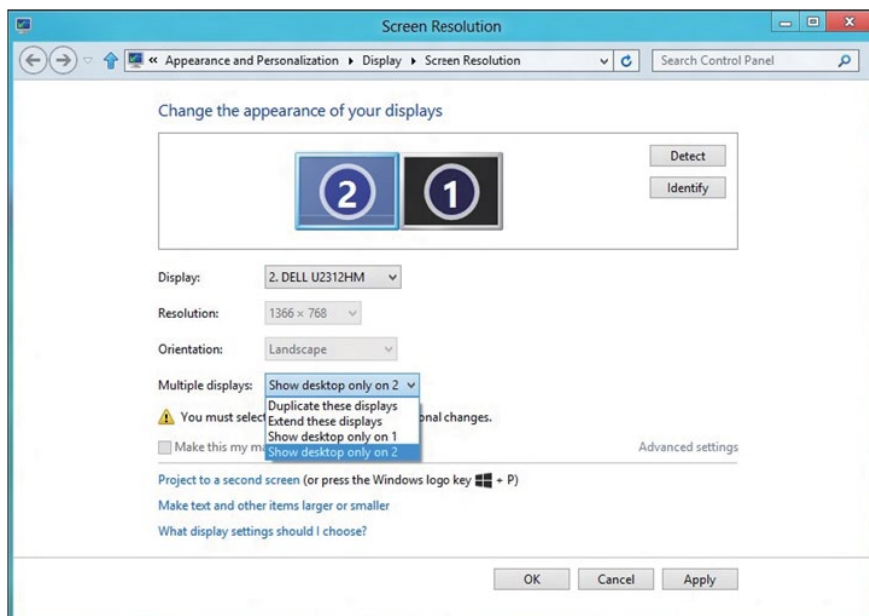 Screen Resolution
« Appearance and Personalization ▸ Display ▸ Screen Resolution Search Control Panel
Change the appearance of your displays
Detect
2 1
Identify
Display: 2. DELL U2312HM
Resolution: 1366 × 768
Orientation: Landscape
Multiple displays: Show desktop only on 2
Duplicate these displays
You must selec onal changes.
Extend these displays
Show desktop only on 1
Make this my ma Show desktop only on 2 Advanced settings
Project to a second screen (or press the Windows logo key + P)
Make text and other items larger or smaller
What display settings should I choose?
OK Cancel Apply